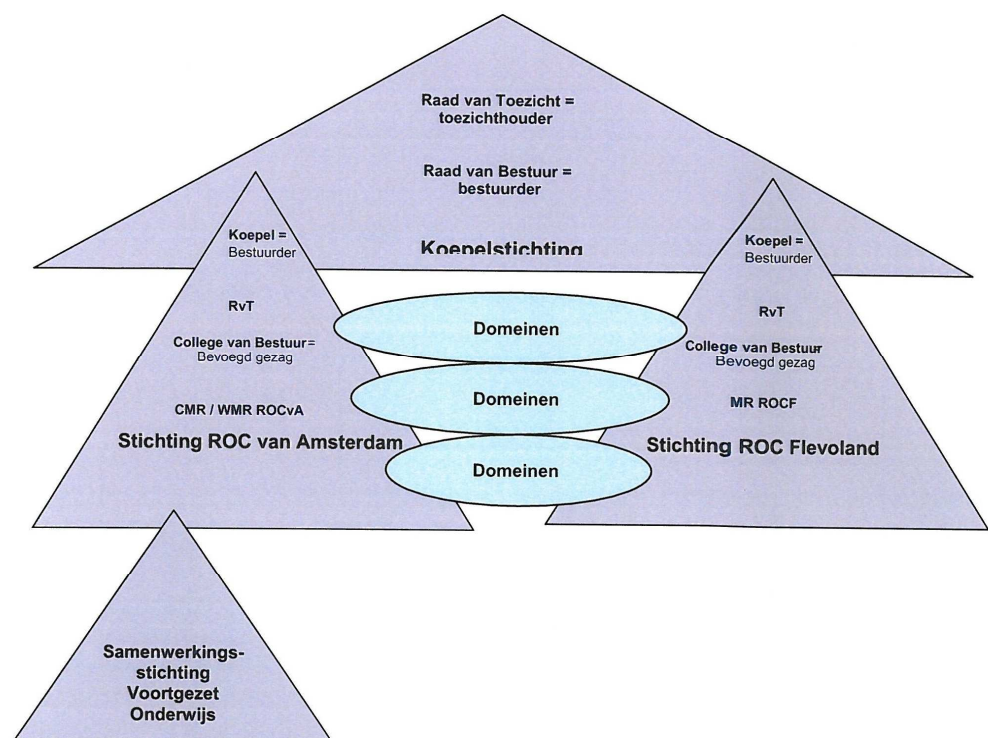 Raad van Toezicht =
toezichthouder
Raad van Bestuur =
bestuurder
Koepelstichting
Koepel =
Bestuurder
RvT
College van Bestuur=
Bevoegd gezag
CMR / WMR ROCvA
Stichting ROC van Amsterdam
Domeinen
Domeinen
Domeinen
Koepel =
Bestuurder
RvT
College van Bestuur
Bevoegd gezag
MR ROCF
Stichting ROC Flevoland
Samenwerkings-
stichting
Voortgezet
Onderwijs